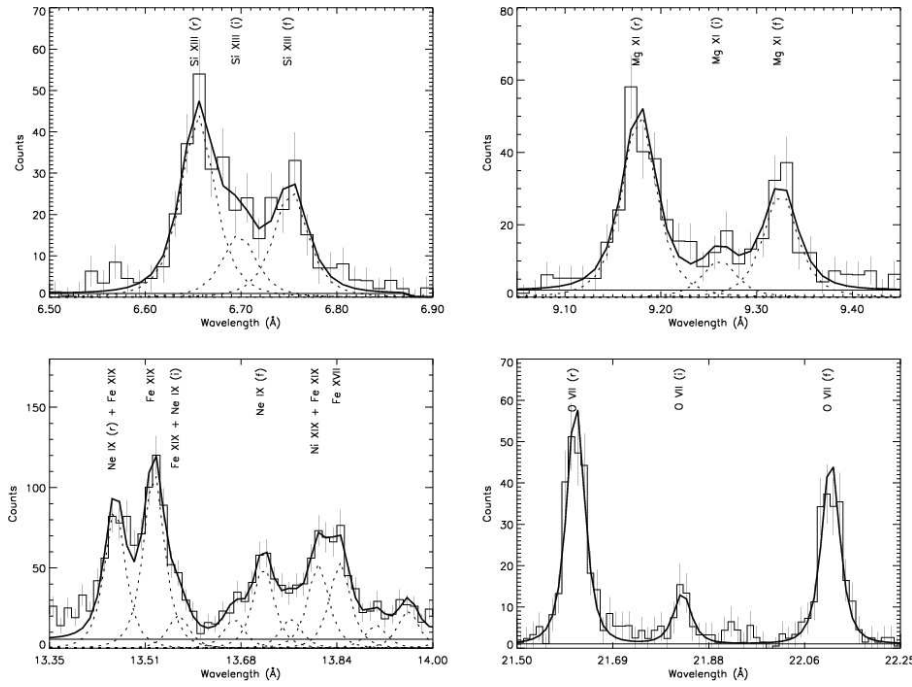 70
60
50
40
30
20
10
0
Counts
Si XIII (r)
Si XIII (i)
Si XIII (f)
6.50
6.60
6.70
6.80
6.90
Wavelength (Å)
80
60
40
20
0
Counts
Mg XI (r)
Mg XI (i)
Mg XI (f)
9.10
9.20
9.30
9.40
Wavelength (Å)
150
100
50
0
Counts
Ne IX (r) + Fe XIX
Fe XIX
Fe XIX + Ne IX (i)
Ne IX (f)
Ni XIX + Fe XIX
Fe XVII
13.35
13.51
13.68
13.84
14.00
Wavelength (Å)
70
60
50
40
30
20
10
0
Counts
O VII (r)
O VII (i)
O VII (f)
21.50
21.69
21.88
22.06
22.25
Wavelength (Å)